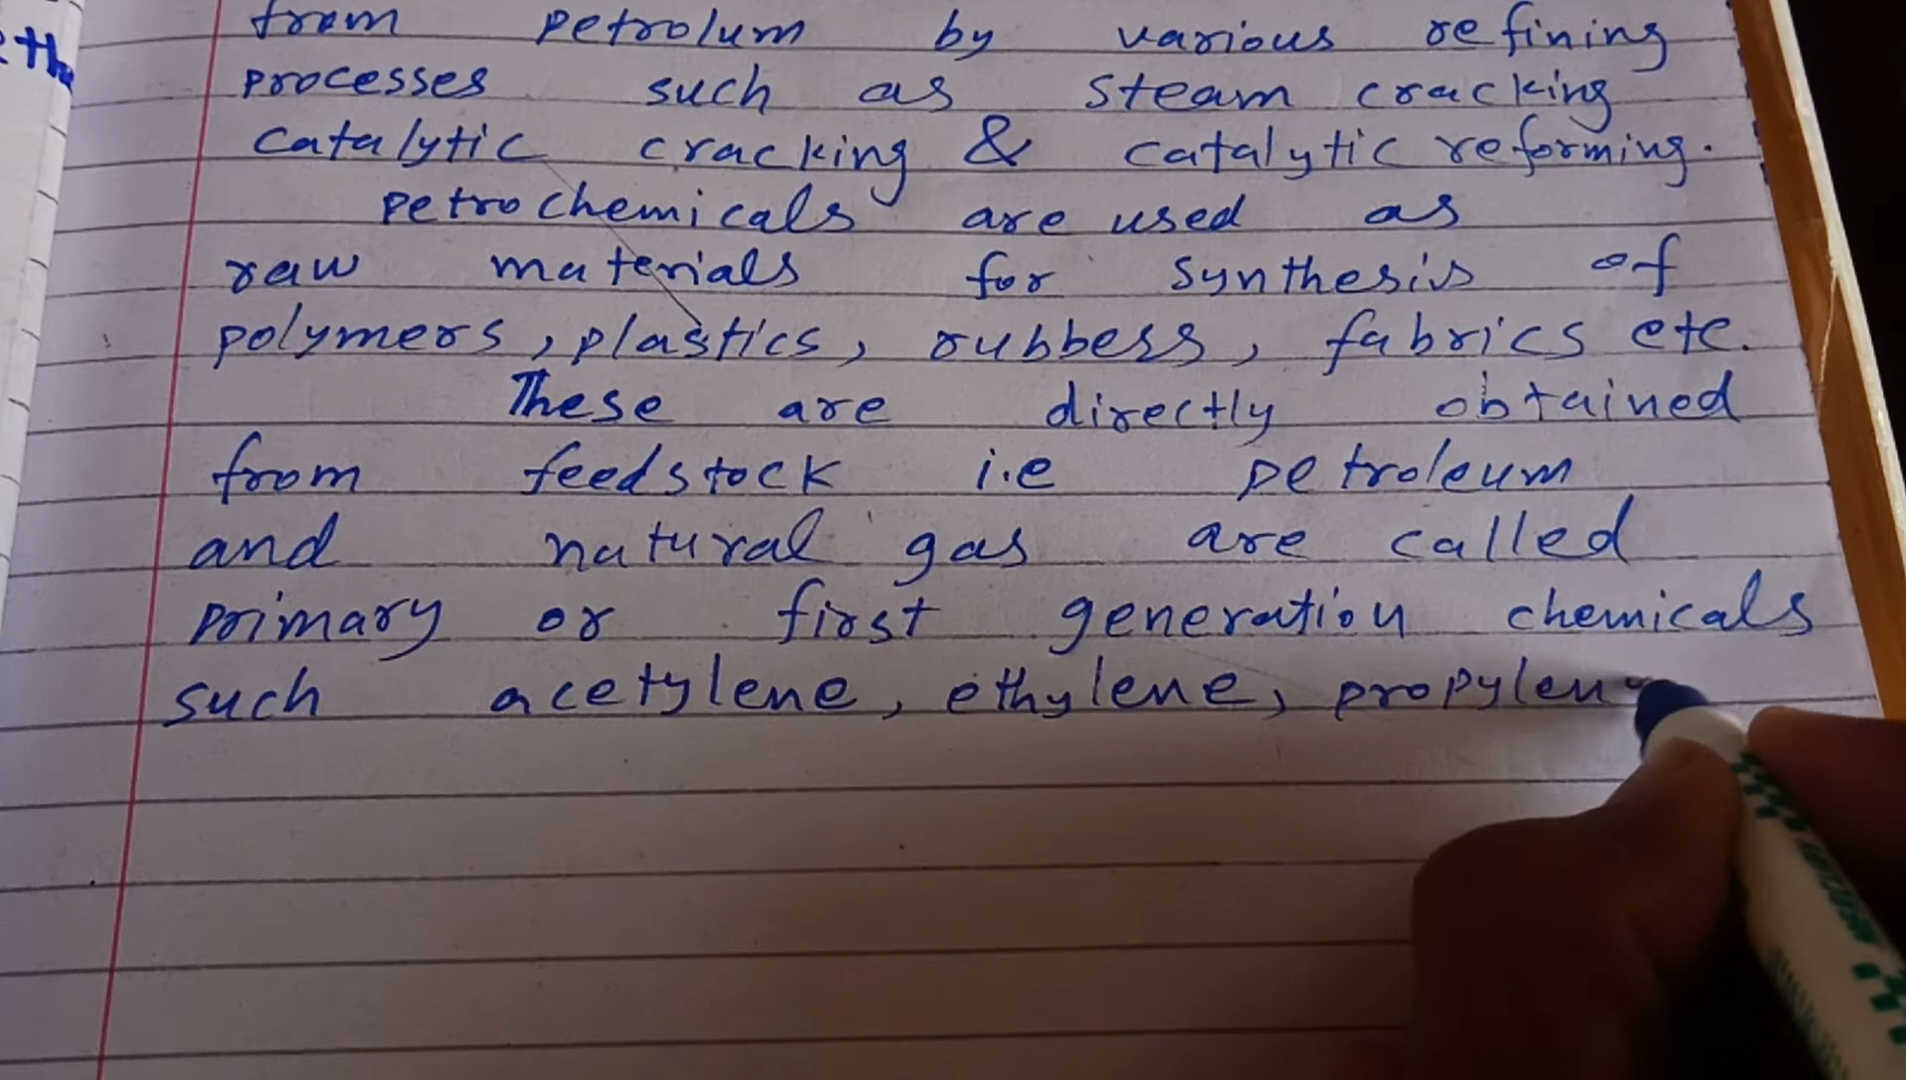 from petrolum by various refining
processes such as steam cracking
catalytic cracking & catalytic reforming.
petrochemicals are used as
raw materials for synthesis of
polymers, plastics, rubbers, fabrics etc.
These are directly obtained
from feedstock i.e petroleum
and natural gas are called
primary or first generation chemicals
such acetylene, ethylene, propylene